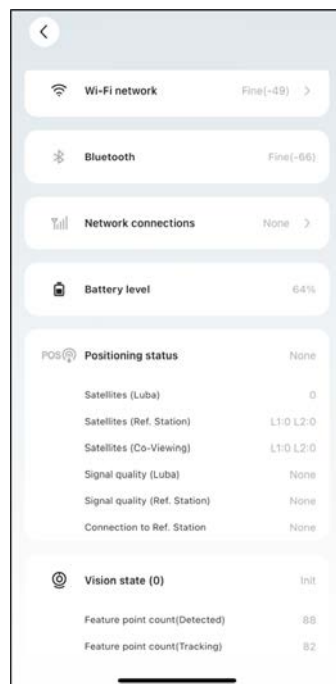 Wi-Fi network Fine(-49)
Bluetooth Fine(-66)
Network connections None
Battery level 64%
POS Positioning status None
Satellites (Luba) 0
Satellites (Ref. Station) L1:0 L2:0
Satellites (Co-Viewing) L1:0 L2:0
Signal quality (Luba) None
Signal quality (Ref. Station) None
Connection to Ref. Station None
Vision state (0) Init
Feature point count(Detected) 88
Feature point count(Tracking) 82